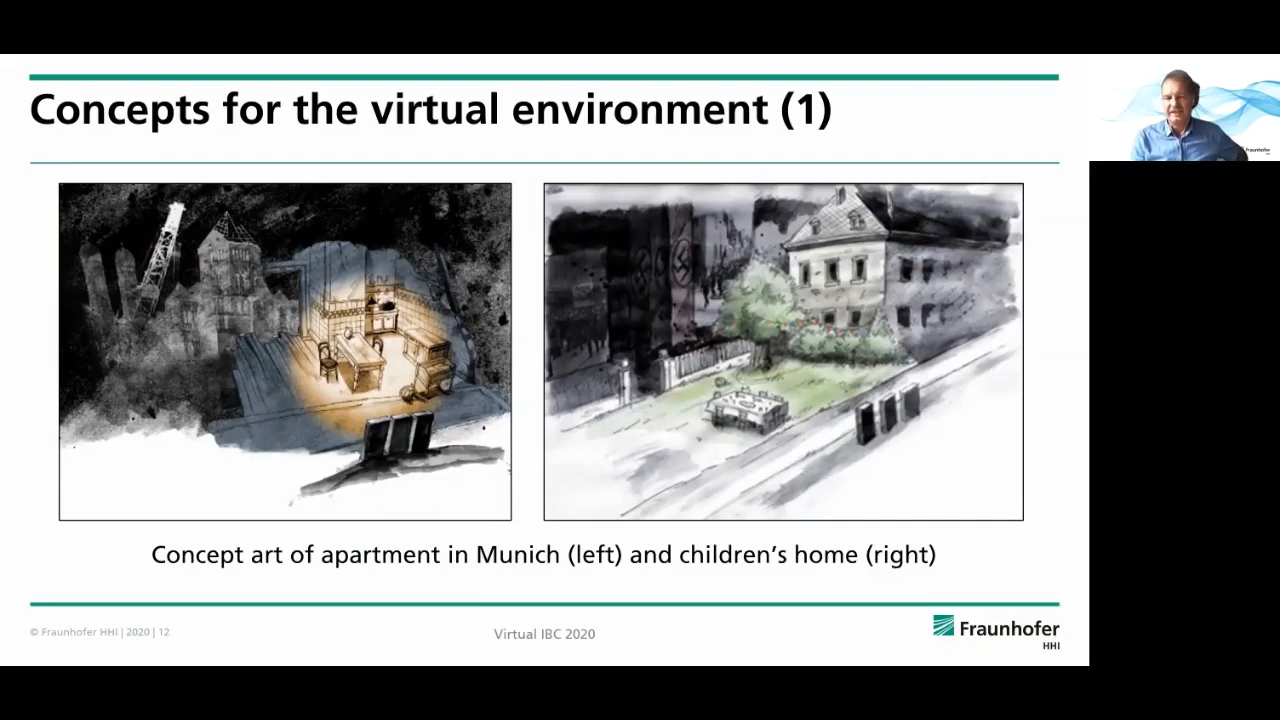 Concepts for the virtual environment (1)
Fraunhofer
Concept art of apartment in Munich (left) and children’s home (right)
© Fraunhofer HHI | 2020 | 12
Virtual IBC 2020
Fraunhofer
HHI